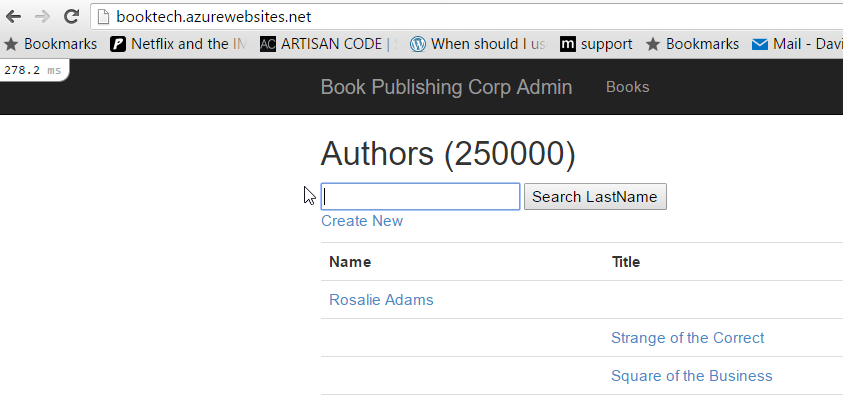 booktech.azurewebsites.net
Bookmarks Netflix and the IM ARTISAN CODE | When should I us m support Bookmarks Mail - Davi
278.2 ms
Book Publishing Corp Admin Books
Authors (250000)
Search LastName
Create New
Name Title
Rosalie Adams
Strange of the Correct
Square of the Business